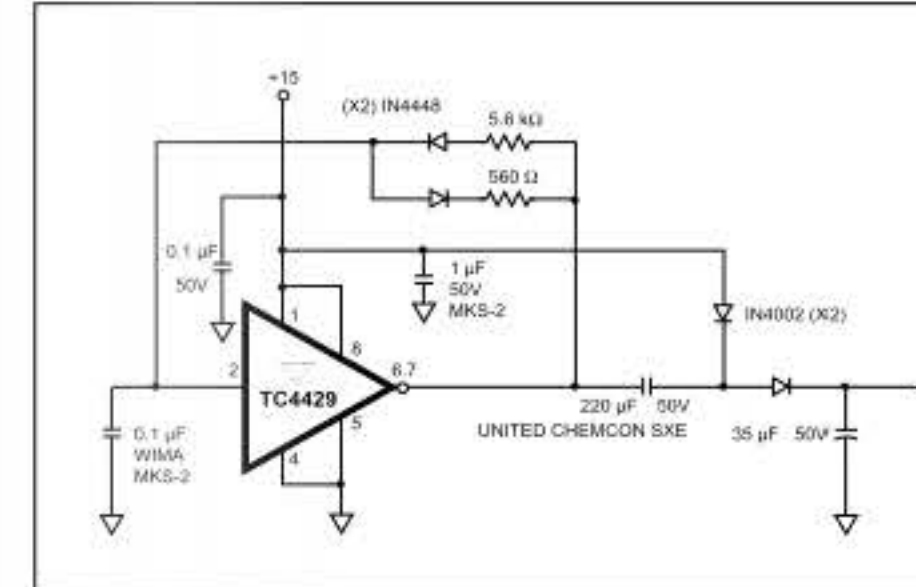 +15
(X2) IN4448
5.6 kΩ
560 Ω
0.1 µF
50V
1 µF
50V
MKS-2
IN4002 (X2)
1
8
2
6.7
TC4429
5
4
0.1 µF
WIMA
MKS-2
220 µF 50V
UNITED CHEMCON SXE
35 µF 50V